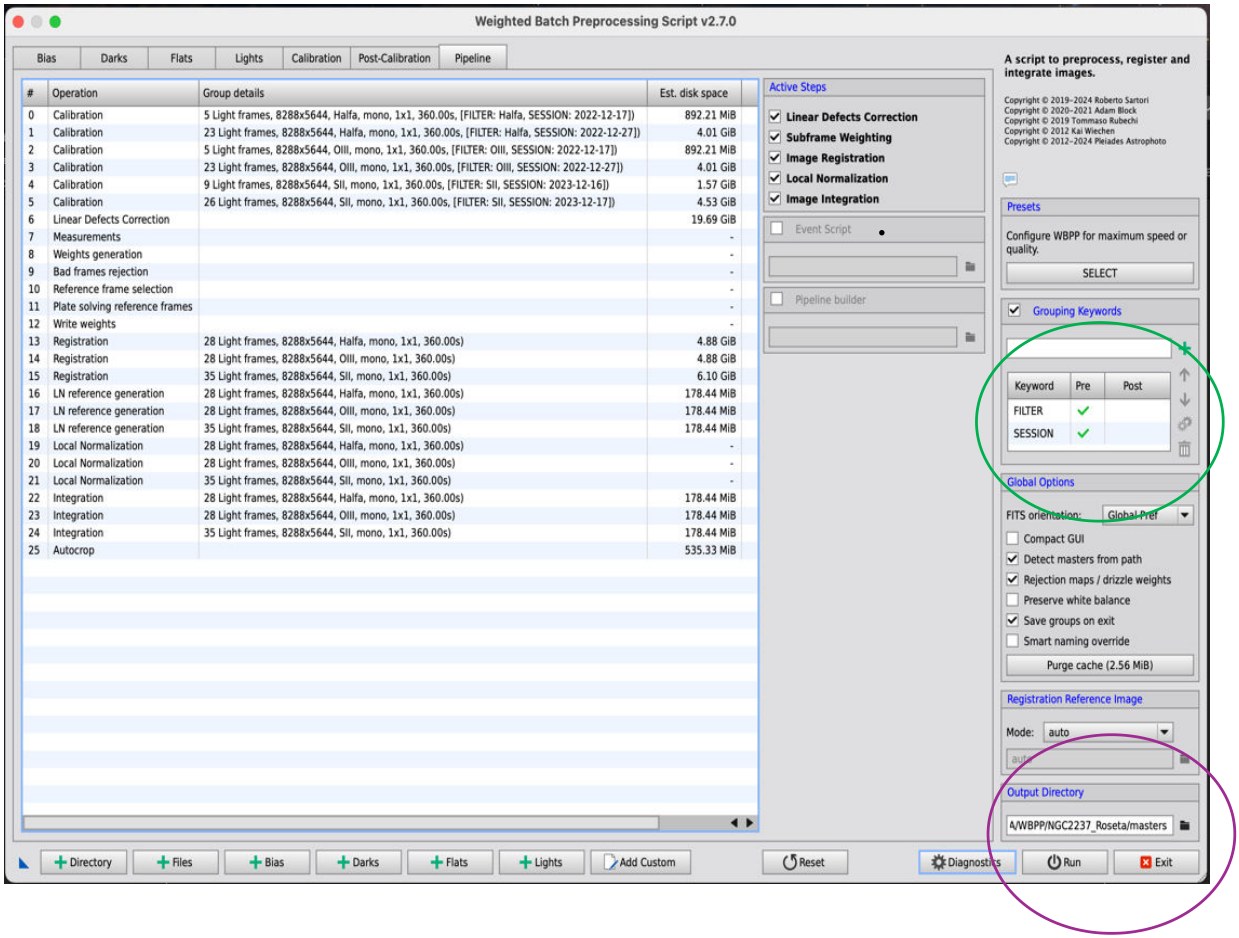 Weighted Batch Preprocessing Script v2.7.0
Bias Darks Flats Lights Calibration Post-Calibration Pipeline
# Operation Group details Est. disk space
0 Calibration 5 Light frames, 8288x5644, Halfa, mono, 1x1, 360.00s, [FILTER: Halfa, SESSION: 2022-12-17]) 892.21 MiB
1 Calibration 23 Light frames, 8288x5644, Halfa, mono, 1x1, 360.00s, [FILTER: Halfa, SESSION: 2022-12-27]) 4.01 GiB
2 Calibration 5 Light frames, 8288x5644, OIII, mono, 1x1, 360.00s, [FILTER: OIII, SESSION: 2022-12-17]) 892.21 MiB
3 Calibration 23 Light frames, 8288x5644, OIII, mono, 1x1, 360.00s, [FILTER: OIII, SESSION: 2022-12-27]) 4.01 GiB
4 Calibration 9 Light frames, 8288x5644, SII, mono, 1x1, 360.00s, [FILTER: SII, SESSION: 2023-12-16]) 1.57 GiB
5 Calibration 26 Light frames, 8288x5644, SII, mono, 1x1, 360.00s, [FILTER: SII, SESSION: 2023-12-17]) 4.53 GiB
6 Linear Defects Correction 19.69 GiB
7 Measurements -
8 Weights generation -
9 Bad frames rejection -
10 Reference frame selection -
11 Plate solving reference frames -
12 Write weights -
13 Registration 28 Light frames, 8288x5644, Halfa, mono, 1x1, 360.00s) 4.88 GiB
14 Registration 28 Light frames, 8288x5644, OIII, mono, 1x1, 360.00s) 4.88 GiB
15 Registration 35 Light frames, 8288x5644, SII, mono, 1x1, 360.00s) 6.10 GiB
16 LN reference generation 28 Light frames, 8288x5644, Halfa, mono, 1x1, 360.00s) 178.44 MiB
17 LN reference generation 28 Light frames, 8288x5644, OIII, mono, 1x1, 360.00s) 178.44 MiB
18 LN reference generation 35 Light frames, 8288x5644, SII, mono, 1x1, 360.00s) 178.44 MiB
19 Local Normalization 28 Light frames, 8288x5644, Halfa, mono, 1x1, 360.00s) -
20 Local Normalization 28 Light frames, 8288x5644, OIII, mono, 1x1, 360.00s) -
21 Local Normalization 35 Light frames, 8288x5644, SII, mono, 1x1, 360.00s) -
22 Integration 28 Light frames, 8288x5644, Halfa, mono, 1x1, 360.00s) 178.44 MiB
23 Integration 28 Light frames, 8288x5644, OIII, mono, 1x1, 360.00s) 178.44 MiB
24 Integration 35 Light frames, 8288x5644, SII, mono, 1x1, 360.00s) 178.44 MiB
25 Autocrop 535.33 MiB
Active Steps
Linear Defects Correction
Subframe Weighting
Image Registration
Local Normalization
Image Integration
Event Script
Pipeline builder
A script to preprocess, register and
integrate images.
Copyright © 2019-2024 Roberto Sartori
Copyright © 2020-2021 Adam Block
Copyright © 2019 Tommaso Rubechi
Copyright © 2012 Kai Wiechen
Copyright © 2012-2024 Pleiades Astrophoto
Presets
Configure WBPP for maximum speed or
quality.
SELECT
Grouping Keywords
Keyword Pre Post
FILTER
SESSION
Global Options
FITS orientation: Global Pref
Compact GUI
Detect masters from path
Rejection maps / drizzle weights
Preserve white balance
Save groups on exit
Smart naming override
Purge cache (2.56 MiB)
Registration Reference Image
Mode: auto
auto
Output Directory
A/WBPP/NGC2237_Roseta/masters
Directory Files Bias Darks Flats Lights Add Custom Reset Diagnostics Run Exit